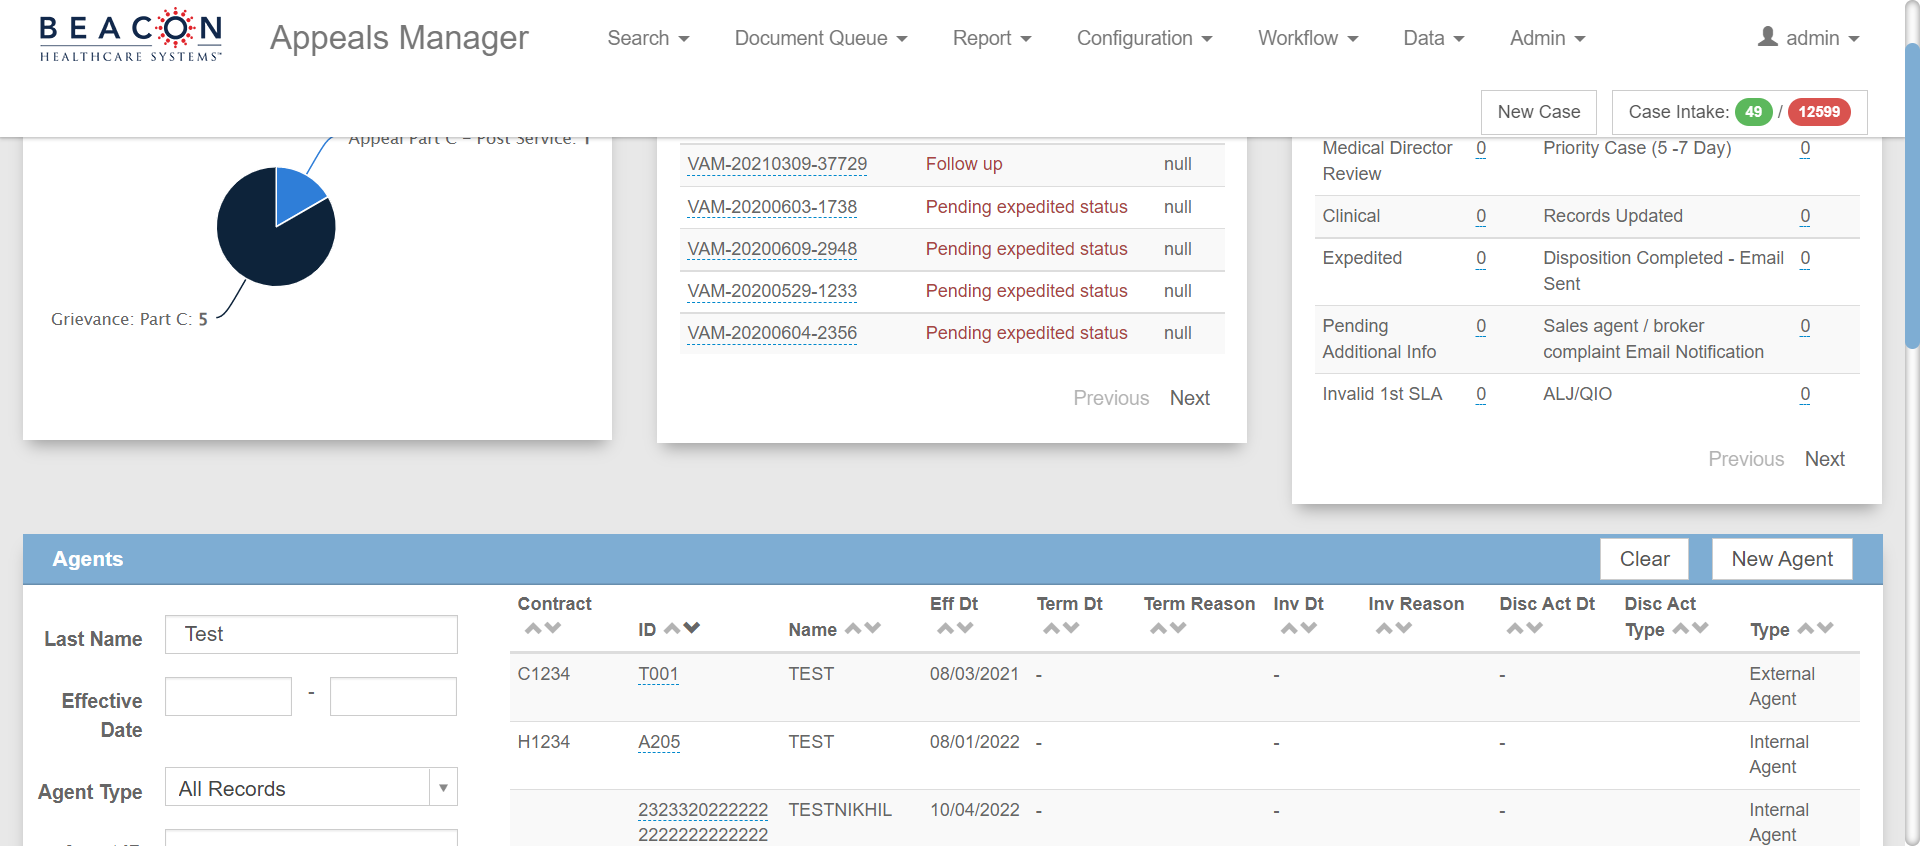 BEACON
HEALTHCARE SYSTEMS™
Appeals Manager
Search
Document Queue
Report
Configuration
Workflow
Data
Admin
admin
New Case
Case Intake: 49 / 12599
Appeal Part C – Post Service: 1
Grievance: Part C: 5
VAM-20210309-37729 Follow up null
VAM-20200603-1738 Pending expedited status null
VAM-20200609-2948 Pending expedited status null
VAM-20200529-1233 Pending expedited status null
VAM-20200604-2356 Pending expedited status null
Previous Next
Medical Director 0 Priority Case (5 -7 Day) 0
Review
Clinical 0 Records Updated 0
Expedited 0 Disposition Completed - Email 0
Sent
Pending 0 Sales agent / broker 0
Additional Info complaint Email Notification
Invalid 1st SLA 0 ALJ/QIO 0
Previous Next
Agents
Clear
New Agent
Last Name Test
Effective -
Date
Agent Type All Records
Contract Eff Dt Term Dt Term Reason Inv Dt Inv Reason Disc Act Dt Disc Act
ID Name Type Type
C1234 T001 TEST 08/03/2021 - - - External
Agent
H1234 A205 TEST 08/01/2022 - - - Internal
Agent
2323320222222 TESTNIKHIL 10/04/2022 - - - Internal
2222222222222 Agent